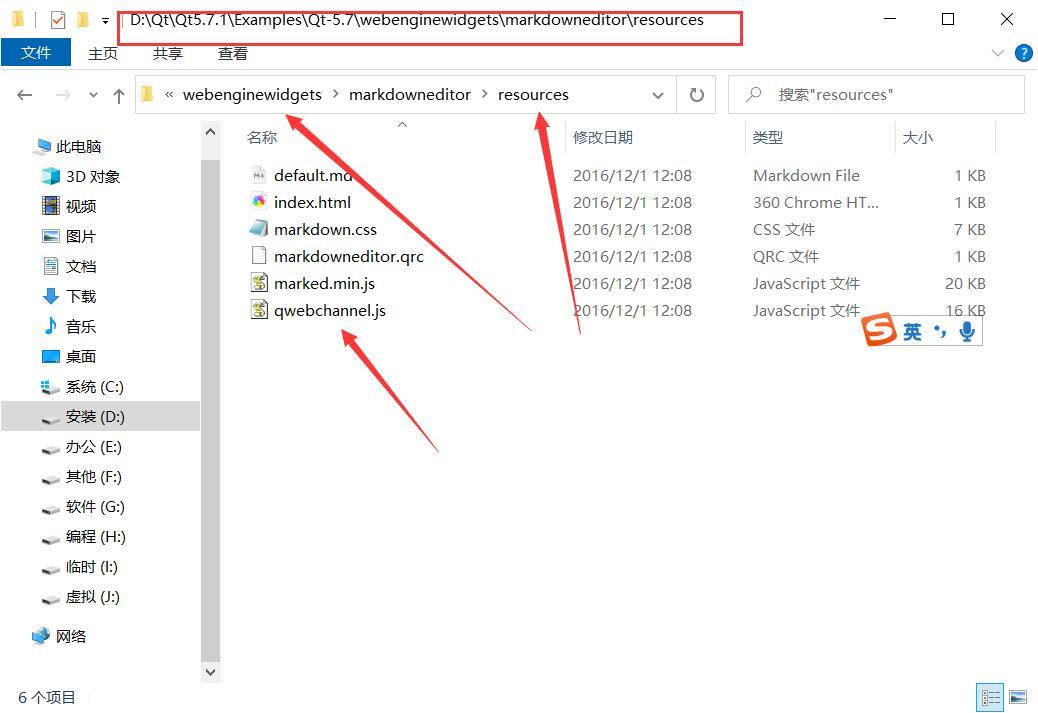 D:\Qt\Qt5.7.1\Examples\Qt-5.7\webenginewidgets\markdowneditor\resources
文件 主页 共享 查看
« webenginewidgets › markdowneditor › resources 搜索"resources"
名称 修改日期 类型 大小
default.md 2016/12/1 12:08 Markdown File 1 KB
index.html 2016/12/1 12:08 360 Chrome HT... 1 KB
markdown.css 2016/12/1 12:08 CSS 文件 7 KB
markdowneditor.qrc 2016/12/1 12:08 QRC 文件 1 KB
marked.min.js 2016/12/1 12:08 JavaScript 文件 20 KB
qwebchannel.js 2016/12/1 12:08 JavaScript 文件 16 KB
英
此电脑
3D 对象
视频
图片
文档
下载
音乐
桌面
系统 (C:)
安装 (D:)
办公 (E:)
其他 (F:)
软件 (G:)
编程 (H:)
临时 (I:)
虚拟 (J:)
网络
6 个项目